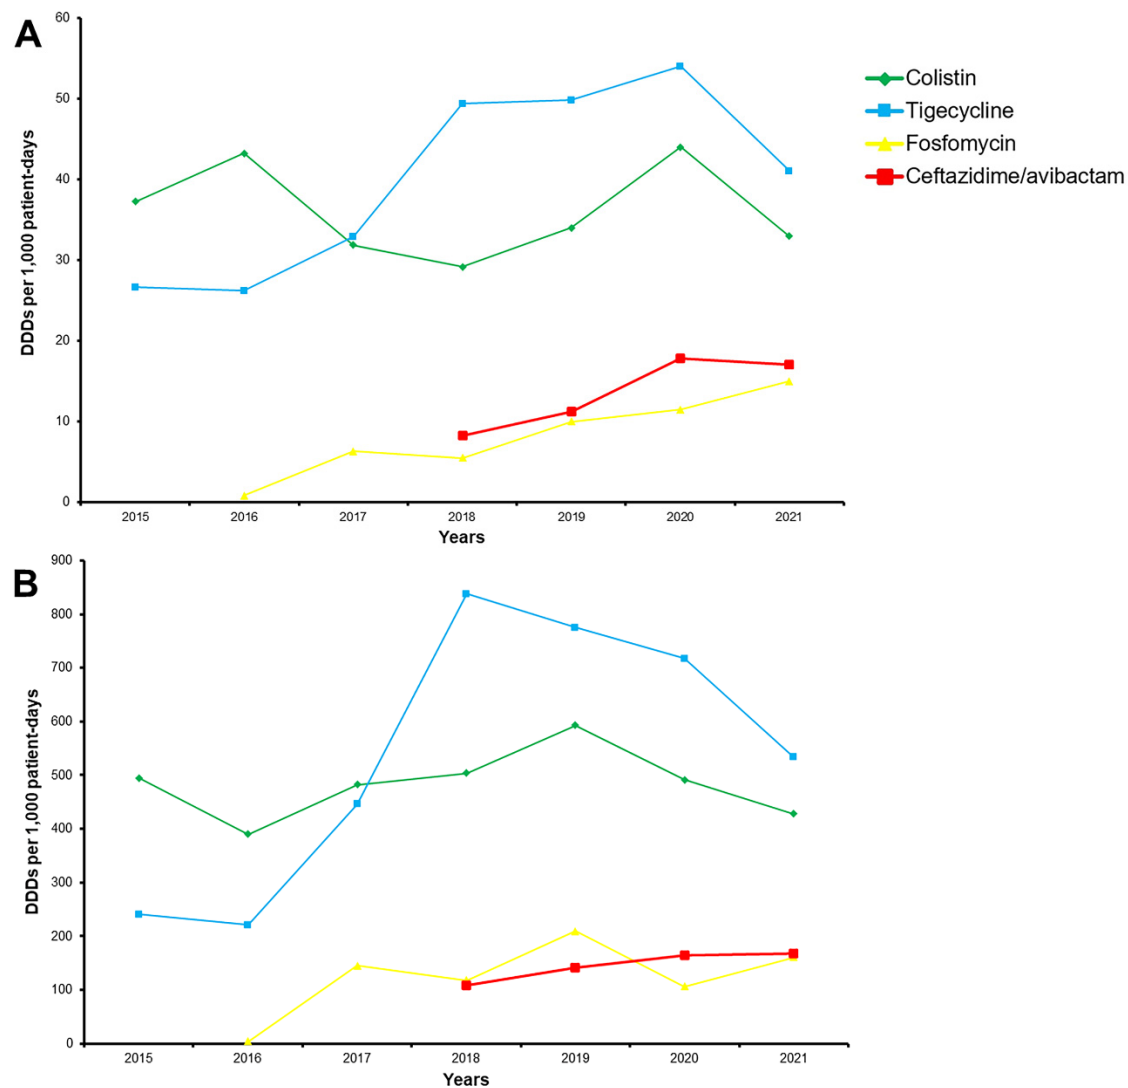 A
60
50
40
30
20
10
0
DDDs per 1,000 patient-days
2015 2016 2017 2018 2019 2020 2021
Years
Colistin
Tigecycline
Fosfomycin
Ceftazidime/avibactam
B
900
800
700
600
500
400
300
200
100
0
DDDs per 1,000 patient-days
2015 2016 2017 2018 2019 2020 2021
Years